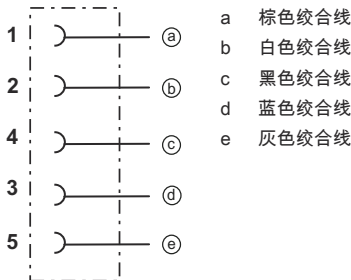 1 ⓐ
2 ⓑ
4 ⓒ
3 ⓓ
5 ⓔ
a 棕色绞合线
b 白色绞合线
c 黑色绞合线
d 蓝色绞合线
e 灰色绞合线